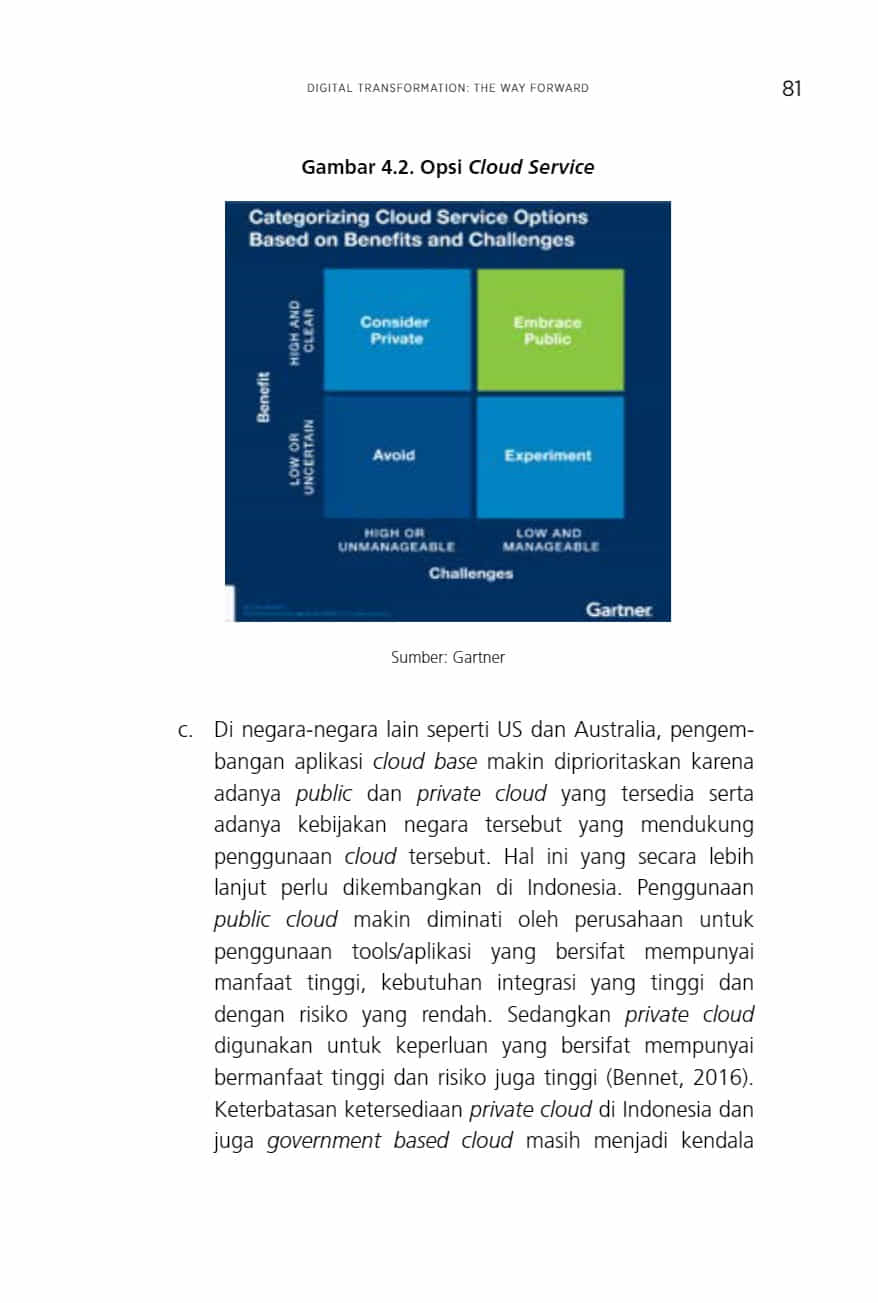 DIGITAL TRANSFORMATION: THE WAY FORWARD
81
Gambar 4.2. Opsi Cloud Service
Categorizing Cloud Service Options
Based on Benefits and Challenges
Benefit
HIGH AND
CLEAR
Consider
Private
Embrace
Public
LOW OR
UNCERTAIN
Avoid
Experiment
HIGH OR
UNMANAGEABLE
LOW AND
MANAGEABLE
Challenges
Gartner
Sumber: Gartner
c. Di negara-negara lain seperti US dan Australia, pengem-
bangan aplikasi cloud base makin diprioritaskan karena
adanya public dan private cloud yang tersedia serta
adanya kebijakan negara tersebut yang mendukung
penggunaan cloud tersebut. Hal ini yang secara lebih
lanjut perlu dikembangkan di Indonesia. Penggunaan
public cloud makin diminati oleh perusahaan untuk
penggunaan tools/aplikasi yang bersifat mempunyai
manfaat tinggi, kebutuhan integrasi yang tinggi dan
dengan risiko yang rendah. Sedangkan private cloud
digunakan untuk keperluan yang bersifat mempunyai
bermanfaat tinggi dan risiko juga tinggi (Bennet, 2016).
Keterbatasan ketersediaan private cloud di Indonesia dan
juga government based cloud masih menjadi kendala